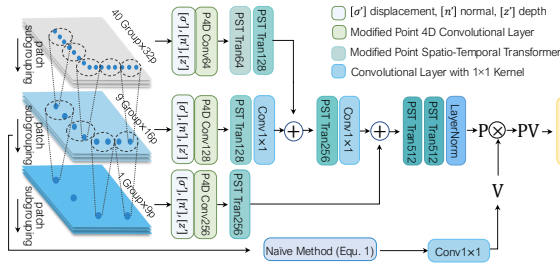 [σ'] displacement, [n'] normal, [z'] depth
Modified Point 4D Convolutional Layer
Modified Point Spatio-Temporal Transformer
Convolutional Layer with 1×1 Kernel
40 Group×32p
patch
subgrouping
[σ'], [n'], [z']
P4D Conv64
PST Tran64
PST Tran128
9 Group×16p
patch
subgrouping
[σ'], [n'], [z']
P4D Conv128
PST Tran128
Conv1×1
PST Tran256
Conv1×1
PST Tran512
PST Tran512
LayerNorm
P
PV
1 Group×9p
patch
subgrouping
[σ'], [n'], [z']
P4D Conv256
PST Tran256
V
Naïve Method (Equ. 1)
Conv1×1